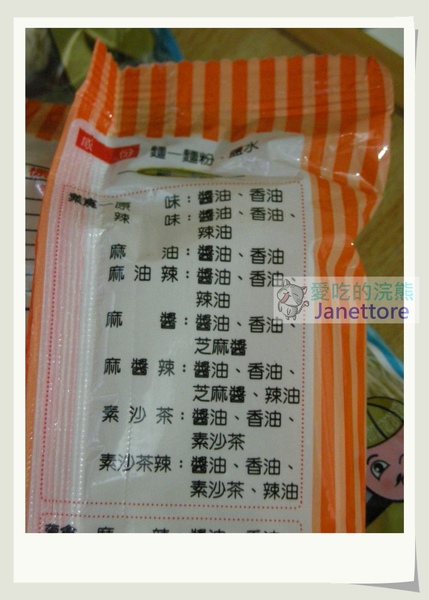 成 份 麵－麵粉、鹽水
素食－原 味：醬油、香油
辣 味：醬油、香油、
辣油
麻 油：醬油、香油
麻 油 辣：醬油、香油、
辣油
麻 醬：醬油、香油、
芝麻醬
麻 醬 辣：醬油、香油、
芝麻醬、辣油
素 沙 茶：醬油、香油、
素沙茶
素沙茶辣：醬油、香油、
素沙茶、辣油
愛吃的浣熊
Janettore